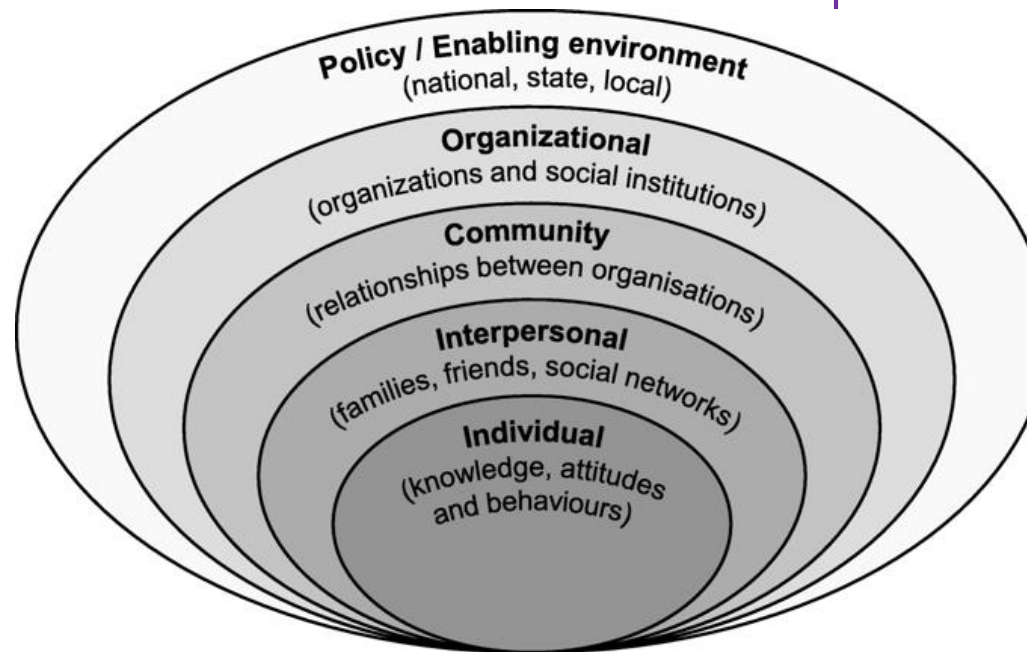 Policy / Enabling environment
(national, state, local)
Organizational
(organizations and social institutions)
Community
(relationships between organisations)
Interpersonal
(families, friends, social networks)
Individual
(knowledge, attitudes
and behaviours)